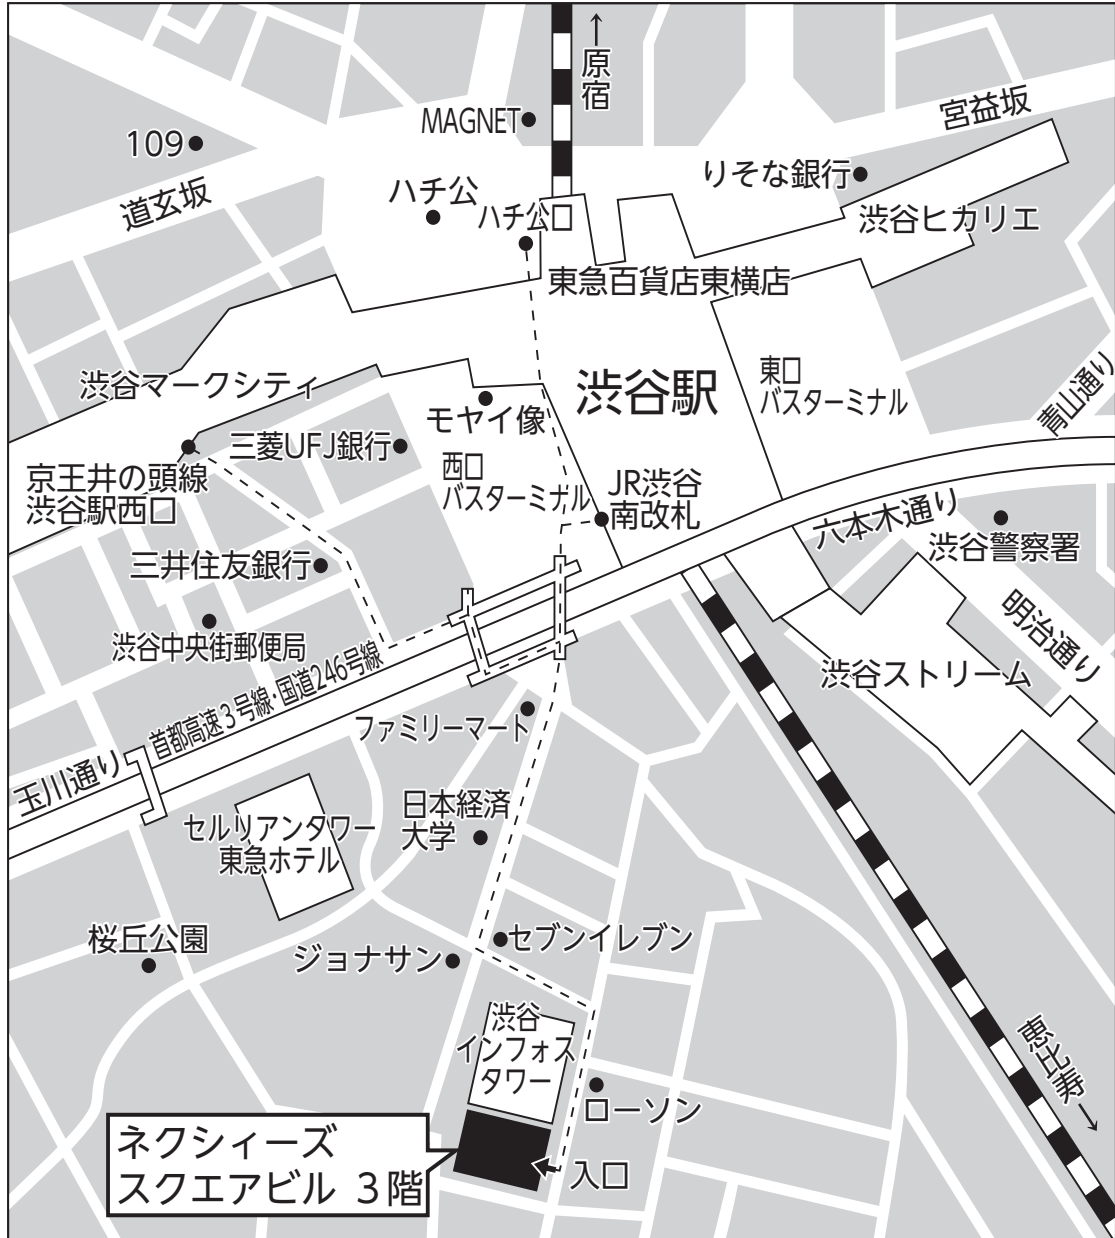 ↑
原宿
MAGNET
宮益坂
109
道玄坂
りそな銀行
ハチ公
ハチ公口
渋谷ヒカリエ
東急百貨店東横店
渋谷マークシティ
渋谷駅
東口
バスターミナル
青山通り
モヤイ像
三菱UFJ銀行
西口
バスターミナル
JR渋谷
南改札
京王井の頭線
渋谷駅西口
六本木通り
渋谷警察署
三井住友銀行
渋谷中央街郵便局
明治通り
渋谷ストリーム
首都高速3号線・国道246号線
玉川通り
ファミリーマート
日本経済
大学
セルリアンタワー
東急ホテル
桜丘公園
セブンイレブン
ジョナサン
渋谷
インフォス
タワー
恵比寿
↓
ローソン
ネクシィーズ
スクエアビル 3階
入口